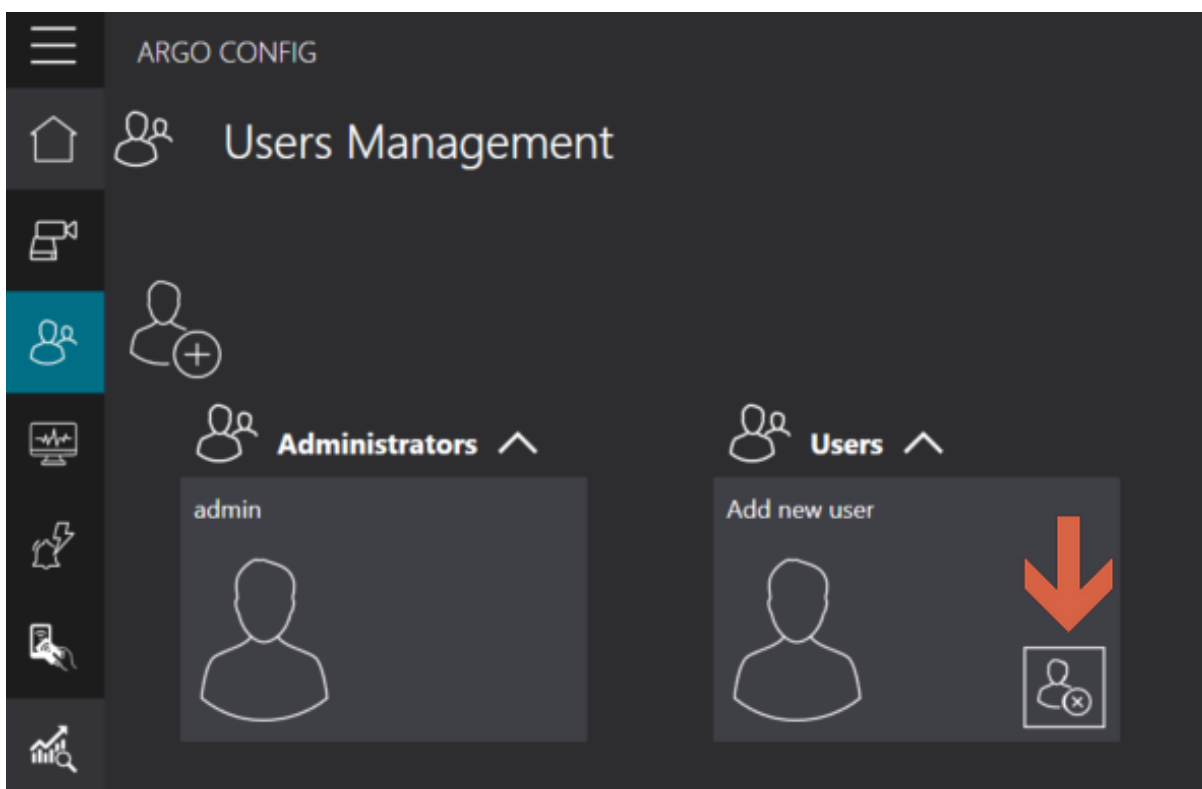 ARGO CONFIG
Users Management
Administrators
Users
admin
Add new user